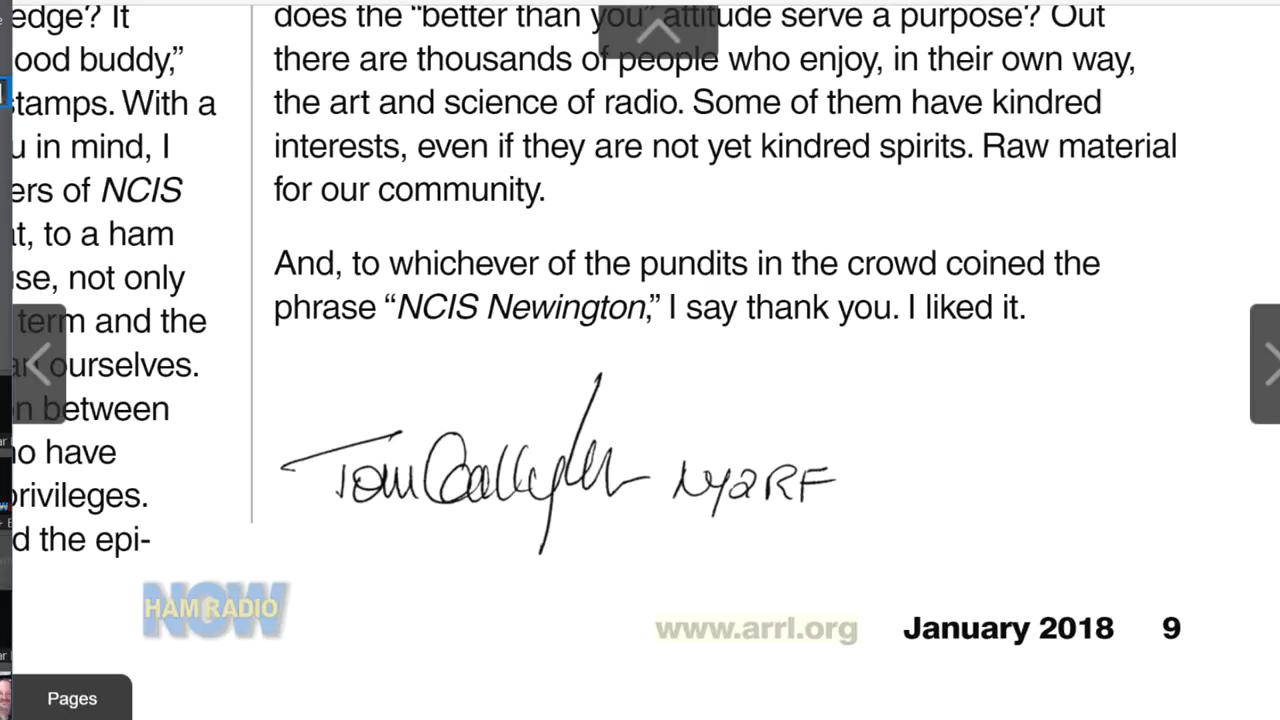 edge? It
ood buddy,”
stamps. With a
u in mind, I
ers of NCIS
at, to a ham
se, not only
term and the
an ourselves.
n between
no have
privileges.
d the epi-
does the “better than you” attitude serve a purpose? Out
there are thousands of people who enjoy, in their own way,
the art and science of radio. Some of them have kindred
interests, even if they are not yet kindred spirits. Raw material
for our community.
And, to whichever of the pundits in the crowd coined the
phrase “NCIS Newington,” I say thank you. I liked it.
Tom Gallagher NY2RF
HAM RADIO
NOW
www.arrl.org January 2018 9
Pages